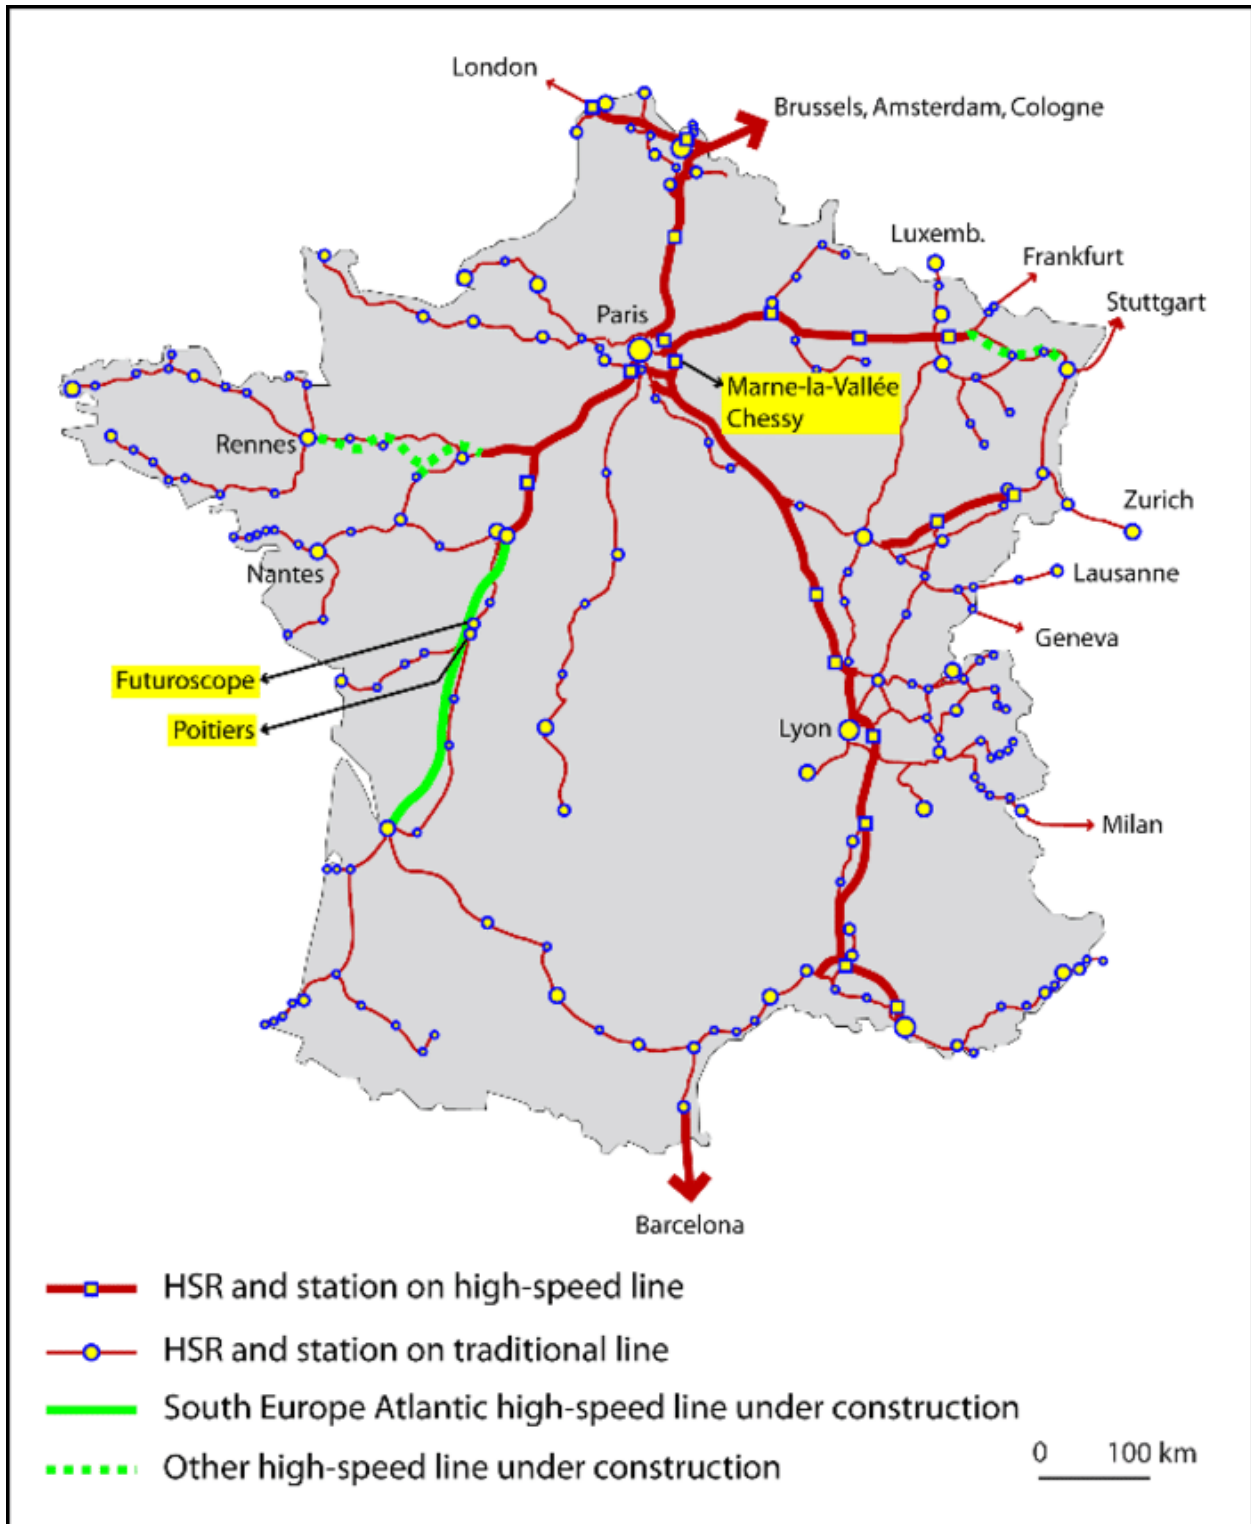 London
Brussels, Amsterdam, Cologne
Luxemb.
Frankfurt
Stuttgart
Paris
Marne-la-Vallée
Chessy
Rennes
Zurich
Nantes
Lausanne
Geneva
Futuroscope
Poitiers
Lyon
Milan
Barcelona
HSR and station on high-speed line
HSR and station on traditional line
South Europe Atlantic high-speed line under construction
Other high-speed line under construction
0 100 km